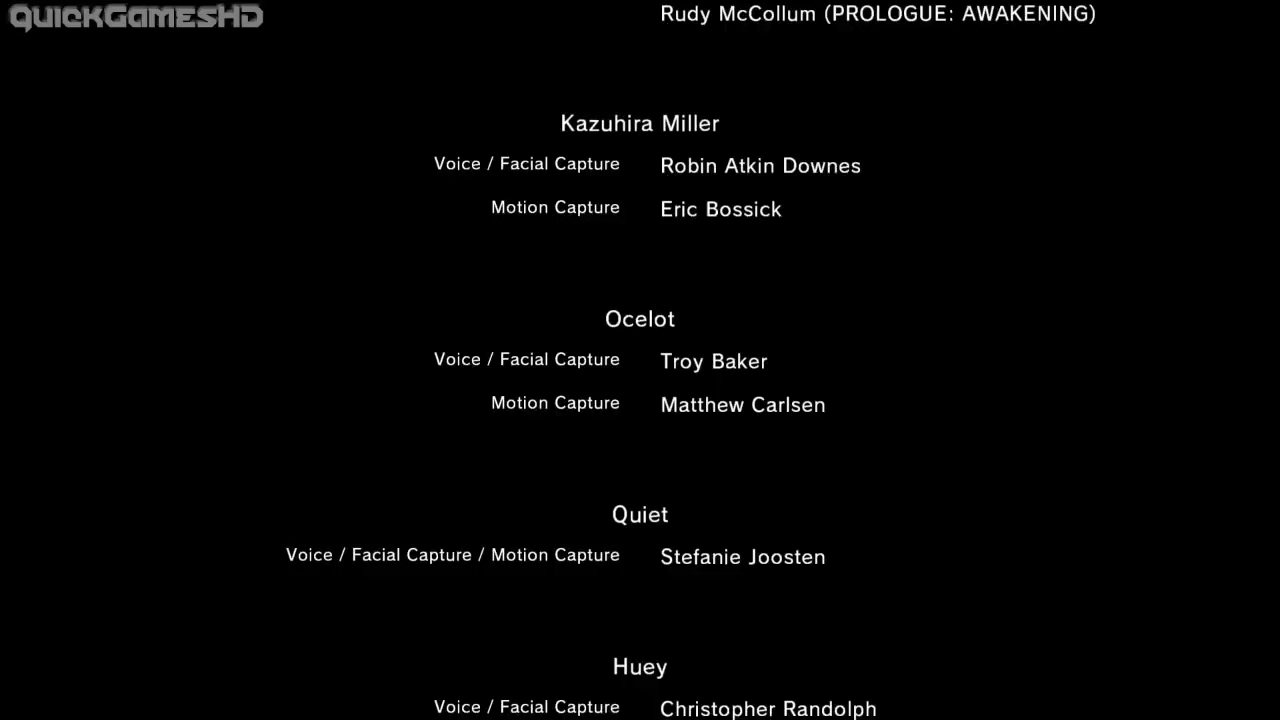 QuickGamesHD
Rudy McCollum (PROLOGUE: AWAKENING)
Kazuhira Miller
Voice / Facial Capture Robin Atkin Downes
Motion Capture Eric Bossick
Ocelot
Voice / Facial Capture Troy Baker
Motion Capture Matthew Carlsen
Quiet
Voice / Facial Capture / Motion Capture Stefanie Joosten
Huey
Voice / Facial Capture Christopher Randolph